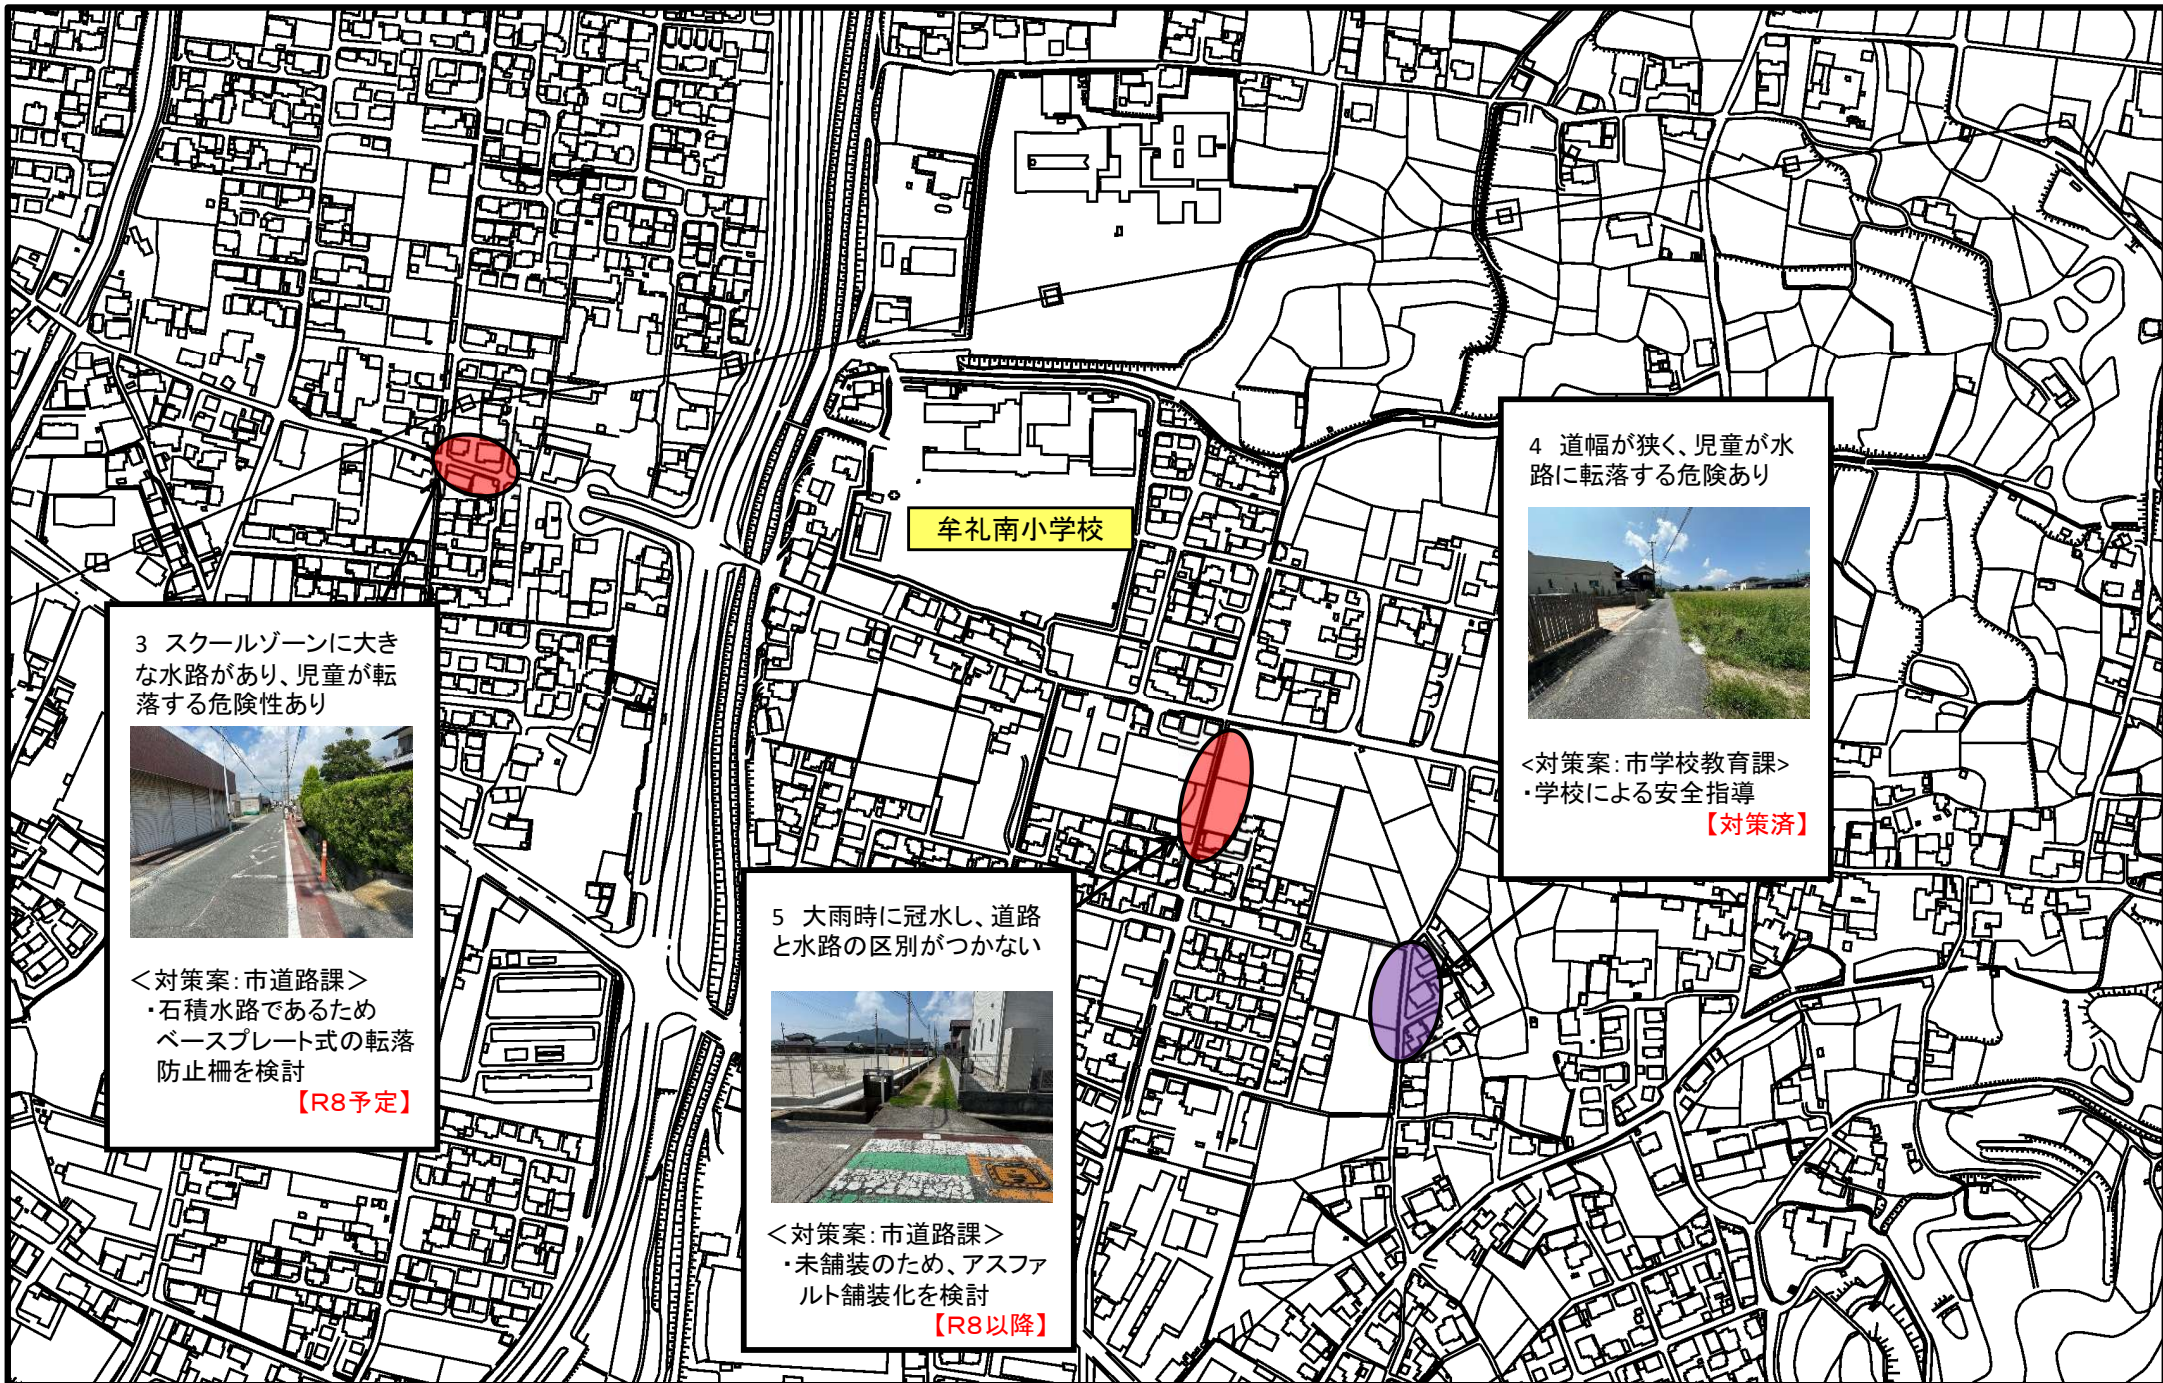 牟礼南小学校
3 スクールゾーンに大き
な水路があり、児童が転
落する危険性あり
<対策案:市道路課>
・石積水路であるため
ベースプレート式の転落
防止柵を検討
【R8予定】
5 大雨時に冠水し、道路
と水路の区別がつかない
<対策案:市道路課>
・未舗装のため、アスファ
ルト舗装化を検討
【R8以降】
4 道幅が狭く、児童が水
路に転落する危険あり
<対策案:市学校教育課>
・学校による安全指導
【対策済】